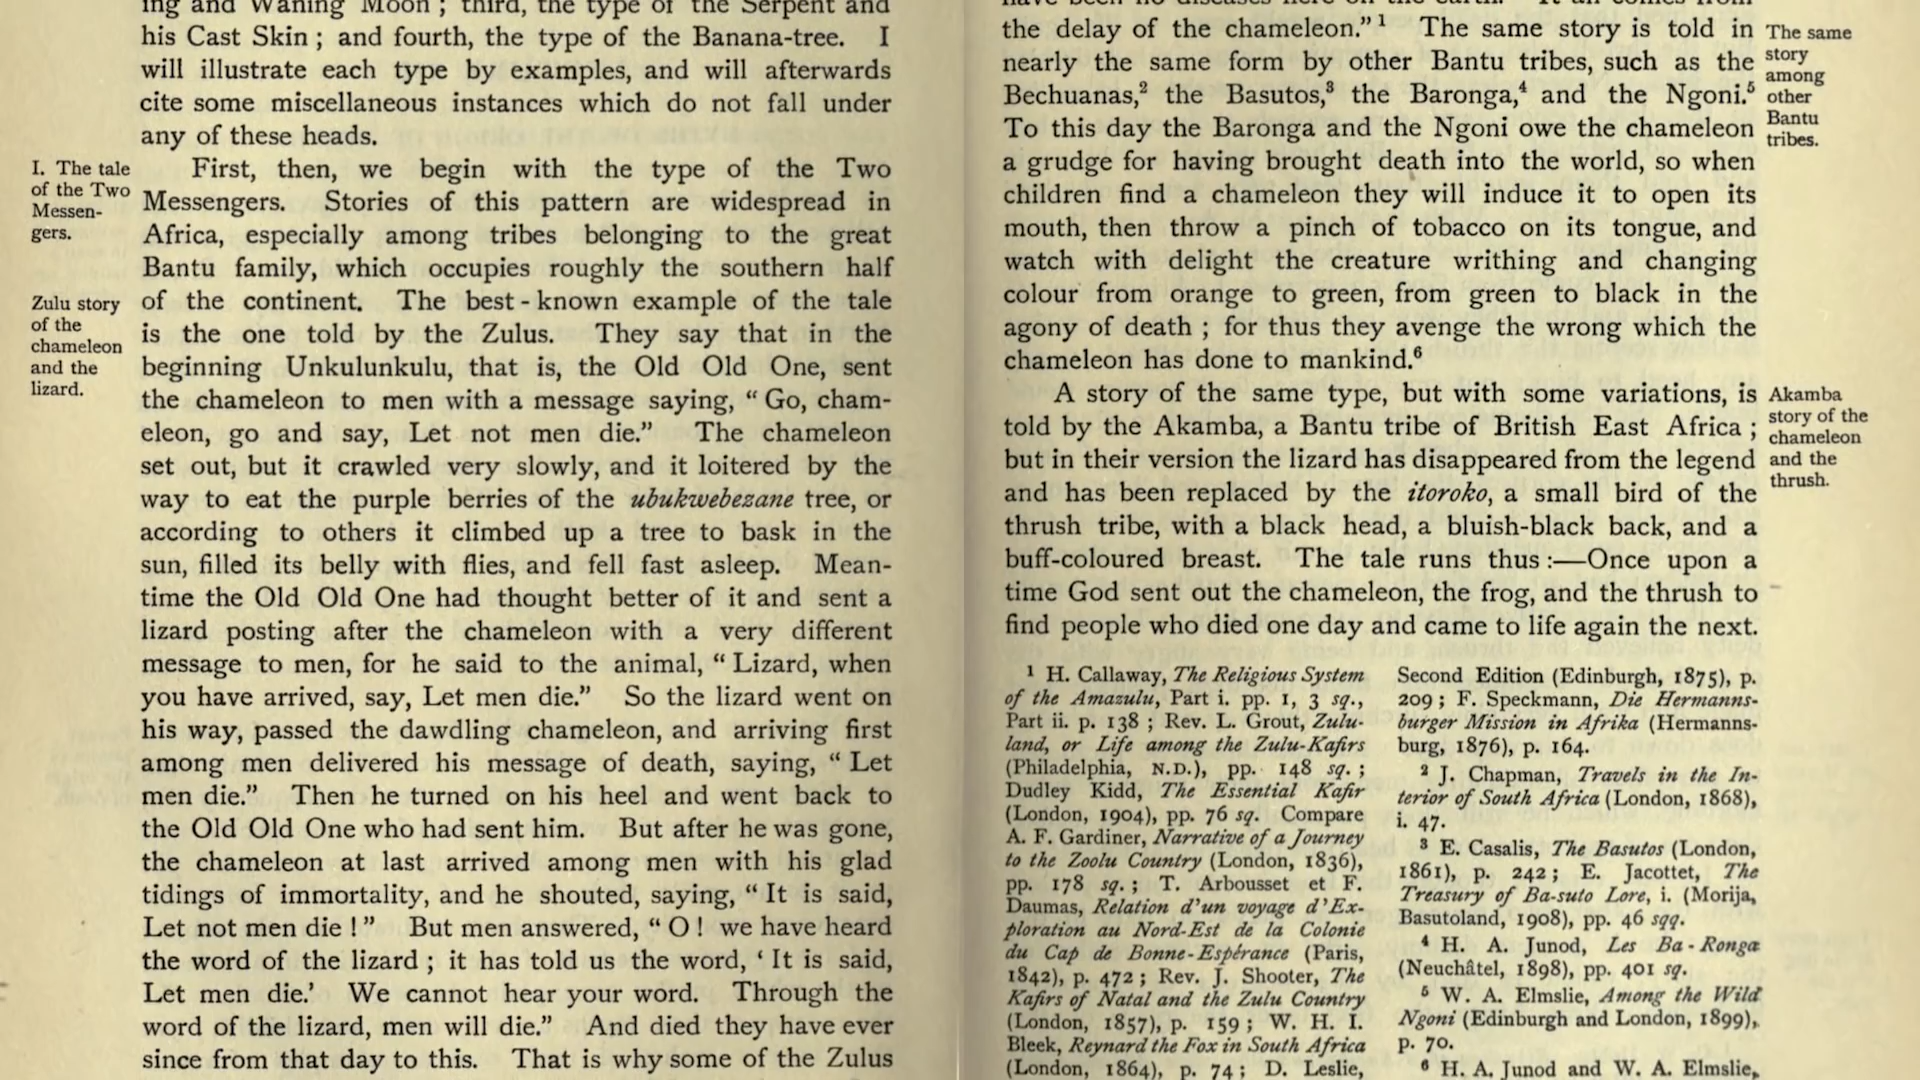 ing and Waning Moon ; third, the type of the Serpent and
his Cast Skin ; and fourth, the type of the Banana-tree. I
will illustrate each type by examples, and will afterwards
cite some miscellaneous instances which do not fall under
any of these heads.
I. The tale
of the Two
Messen-
gers.
First, then, we begin with the type of the Two
Messengers. Stories of this pattern are widespread in
Africa, especially among tribes belonging to the great
Bantu family, which occupies roughly the southern half
Zulu story
of the
chameleon
and the
lizard.
of the continent. The best-known example of the tale
is the one told by the Zulus. They say that in the
beginning Unkulunkulu, that is, the Old Old One, sent
the chameleon to men with a message saying, “ Go, cham-
eleon, go and say, Let not men die.” The chameleon
set out, but it crawled very slowly, and it loitered by the
way to eat the purple berries of the ubukwebezane tree, or
according to others it climbed up a tree to bask in the
sun, filled its belly with flies, and fell fast asleep. Mean-
time the Old Old One had thought better of it and sent a
lizard posting after the chameleon with a very different
message to men, for he said to the animal, “ Lizard, when
you have arrived, say, Let men die.” So the lizard went on
his way, passed the dawdling chameleon, and arriving first
among men delivered his message of death, saying, “ Let
men die.” Then he turned on his heel and went back to
the Old Old One who had sent him. But after he was gone,
the chameleon at last arrived among men with his glad
tidings of immortality, and he shouted, saying, “ It is said,
Let not men die ! ” But men answered, “ O ! we have heard
the word of the lizard ; it has told us the word, ‘ It is said,
Let men die.’ We cannot hear your word. Through the
word of the lizard, men will die.” And died they have ever
since from that day to this. That is why some of the Zulus
have been no diseases here on the earth. It all comes from
the delay of the chameleon.” 1 The same story is told in
nearly the same form by other Bantu tribes, such as the
Bechuanas,2 the Basutos,3 the Baronga,4 and the Ngoni.5
To this day the Baronga and the Ngoni owe the chameleon
a grudge for having brought death into the world, so when
children find a chameleon they will induce it to open its
mouth, then throw a pinch of tobacco on its tongue, and
watch with delight the creature writhing and changing
colour from orange to green, from green to black in the
agony of death ; for thus they avenge the wrong which the
chameleon has done to mankind.6
The same
story
among
other
Bantu
tribes.
A story of the same type, but with some variations, is
told by the Akamba, a Bantu tribe of British East Africa ;
but in their version the lizard has disappeared from the legend
and has been replaced by the itoroko, a small bird of the
thrush tribe, with a black head, a bluish-black back, and a
buff-coloured breast. The tale runs thus :—Once upon a
time God sent out the chameleon, the frog, and the thrush to
find people who died one day and came to life again the next.
Akamba
story of the
chameleon
and the
thrush.
1 H. Callaway, The Religious System
of the Amazulu, Part i. pp. 1, 3 sq.,
Part ii. p. 138 ; Rev. L. Grout, Zulu-
land, or Life among the Zulu-Kafirs
(Philadelphia, N.D.), pp. 148 sq. ;
Dudley Kidd, The Essential Kafir
(London, 1904), pp. 76 sq. Compare
A. F. Gardiner, Narrative of a Journey
to the Zoolu Country (London, 1836),
pp. 178 sq. ; T. Arbousset et F.
Daumas, Relation d’un voyage d’Ex-
ploration au Nord-Est de la Colonie
du Cap de Bonne-Espérance (Paris,
1842), p. 472 ; Rev. J. Shooter, The
Kafirs of Natal and the Zulu Country
(London, 1857), p. 159 ; W. H. I.
Bleek, Reynard the Fox in South Africa
(London, 1864), p. 74 ; D. Leslie,
Second Edition (Edinburgh, 1875), p.
209 ; F. Speckmann, Die Hermanns-
burger Mission in Afrika (Hermanns-
burg, 1876), p. 164.
2 J. Chapman, Travels in the In-
terior of South Africa (London, 1868),
i. 47.
3 E. Casalis, The Basutos (London,
1861), p. 242 ; E. Jacottet, The
Treasury of Ba-suto Lore, i. (Morija,
Basutoland, 1908), pp. 46 sqq.
4 H. A. Junod, Les Ba-Ronga
(Neuchâtel, 1898), pp. 401 sq.
5 W. A. Elmslie, Among the Wild
Ngoni (Edinburgh and London, 1899),
p. 70.
6 H. A. Junod and W. A. Elmslie,